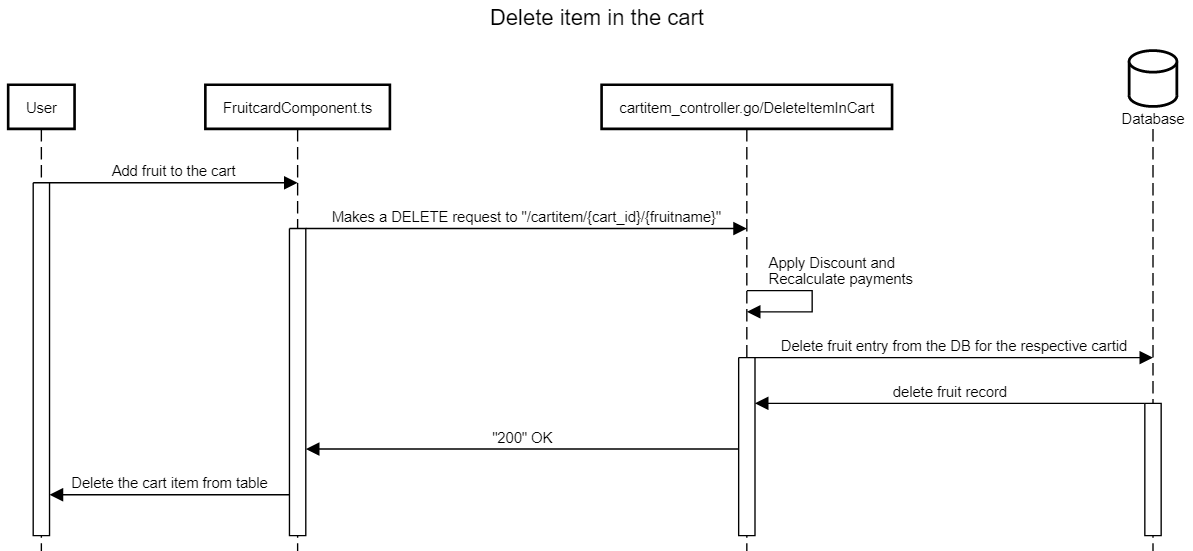 Delete item in the cart
User
FruitcardComponent.ts
cartitem_controller.go/DeleteItemInCart
Database
Add fruit to the cart
Makes a DELETE request to "/cartitem/{cart_id}/{fruitname}"
Apply Discount and
Recalculate payments
Delete fruit entry from the DB for the respective cartid
delete fruit record
"200" OK
Delete the cart item from table